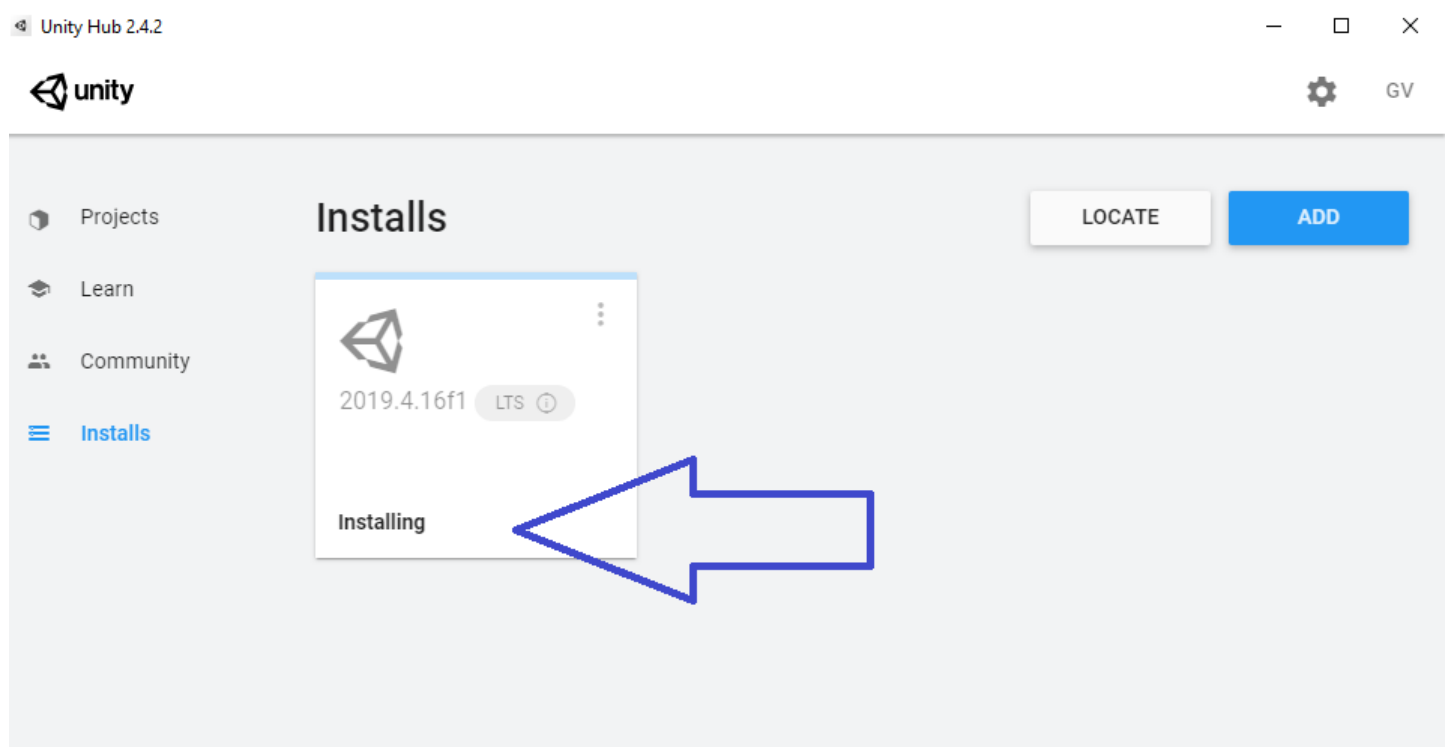 Unity Hub 2.4.2
unity
GV
Projects
Learn
Community
Installs
Installs
LOCATE
ADD
2019.4.16f1
LTS
Installing